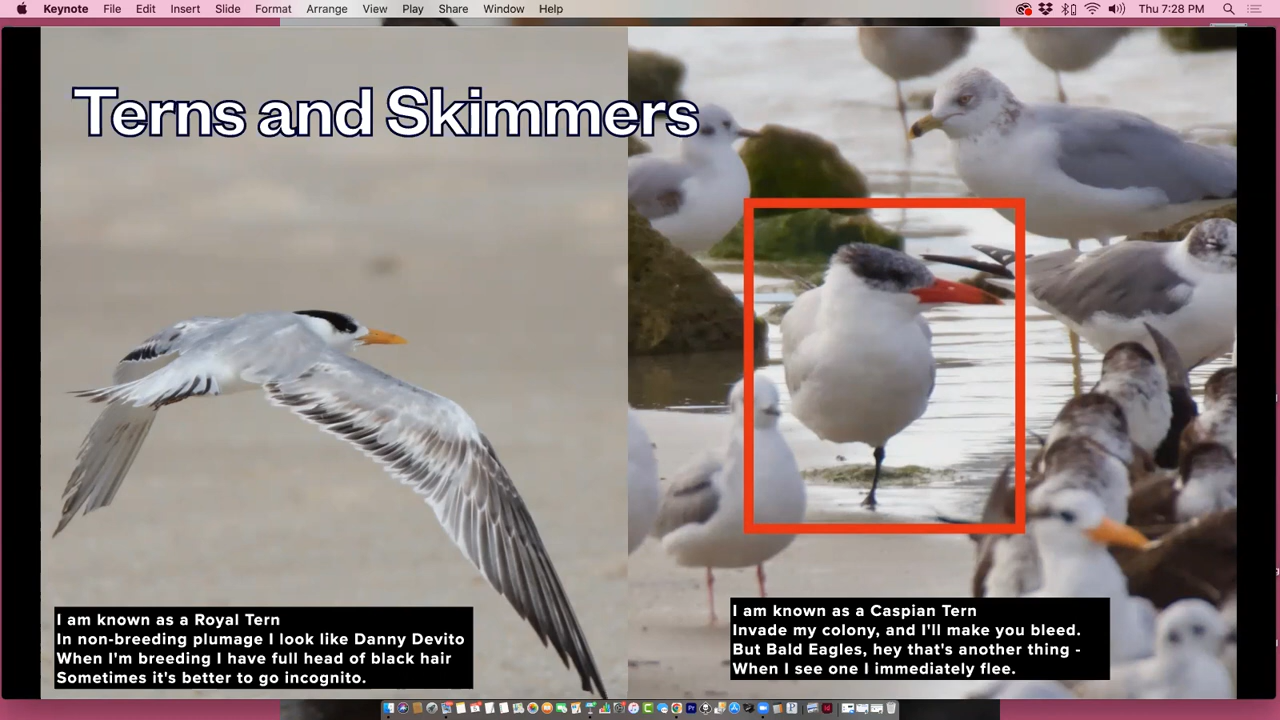 Keynote File Edit Insert Slide Format Arrange View Play Share Window Help Thu 7:28 PM
Terns and Skimmers
I am known as a Royal Tern
In non-breeding plumage I look like Danny Devito
When I'm breeding I have full head of black hair
Sometimes it's better to go incognito.
I am known as a Caspian Tern
Invade my colony, and I'll make you bleed.
But Bald Eagles, hey that's another thing -
When I see one I immediately flee.